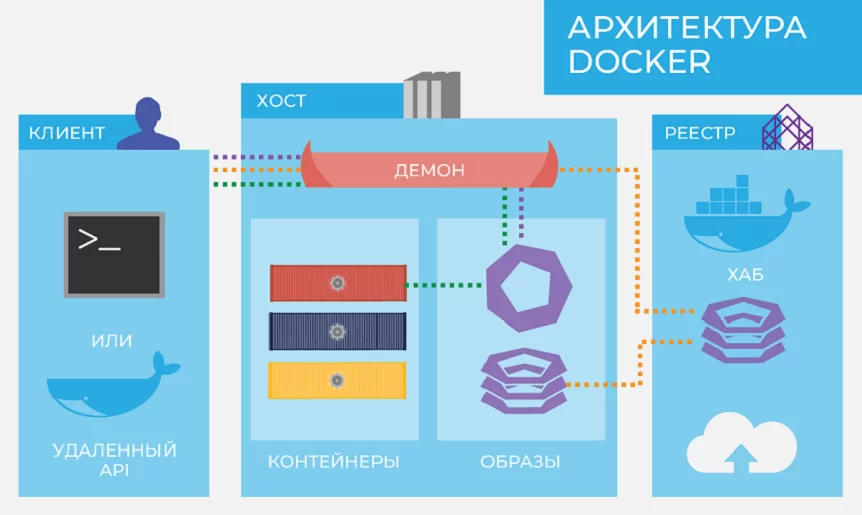 АРХИТЕКТУРА
DOCKER
КЛИЕНТ
>_
ИЛИ
УДАЛЕННЫЙ
API
ХОСТ
ДЕМОН
КОНТЕЙНЕРЫ
ОБРАЗЫ
РЕЕСТР
ХАБ